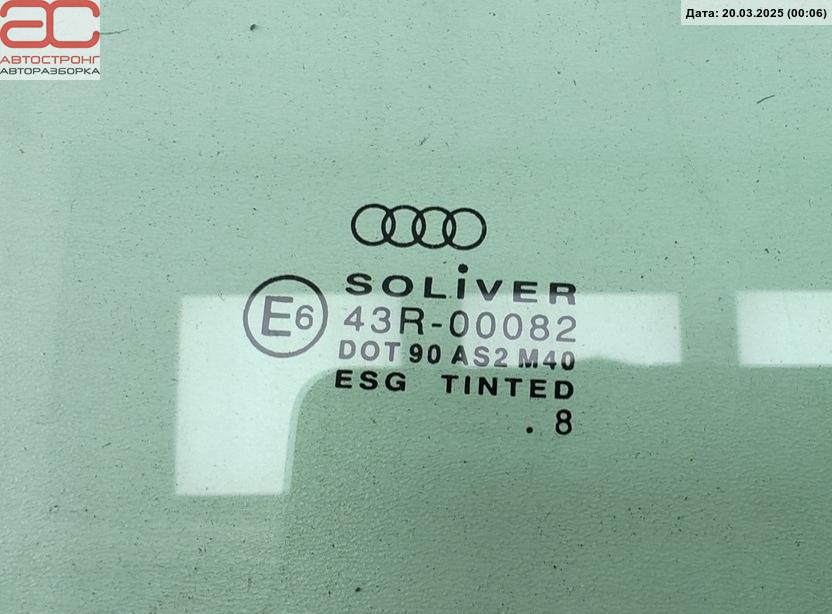 АС
АВТОСТРОНГ
АВТОРАЗБОРКА
Дата: 20.03.2025 (00:06)
SOLiVER
E6 43R-00082
DOT 90 AS2 M40
ESG TINTED
. 8